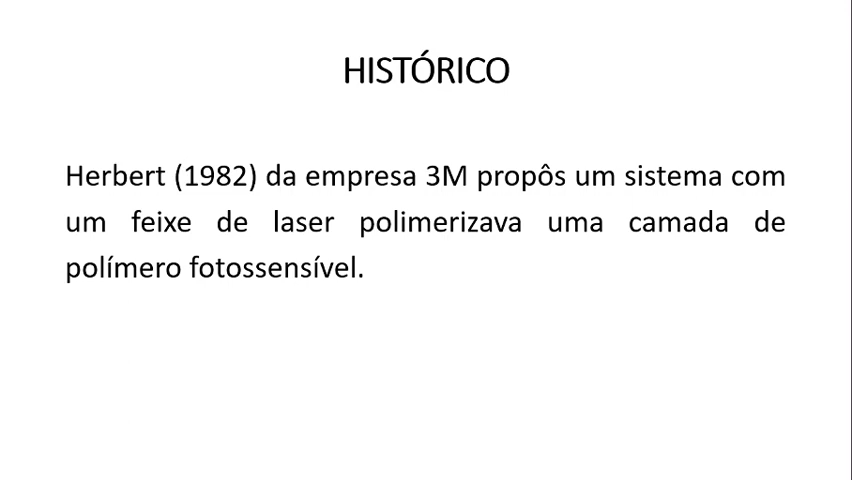 HISTÓRICO
Herbert (1982) da empresa 3M propôs um sistema com
um feixe de laser polimerizava uma camada de
polímero fotossensível.